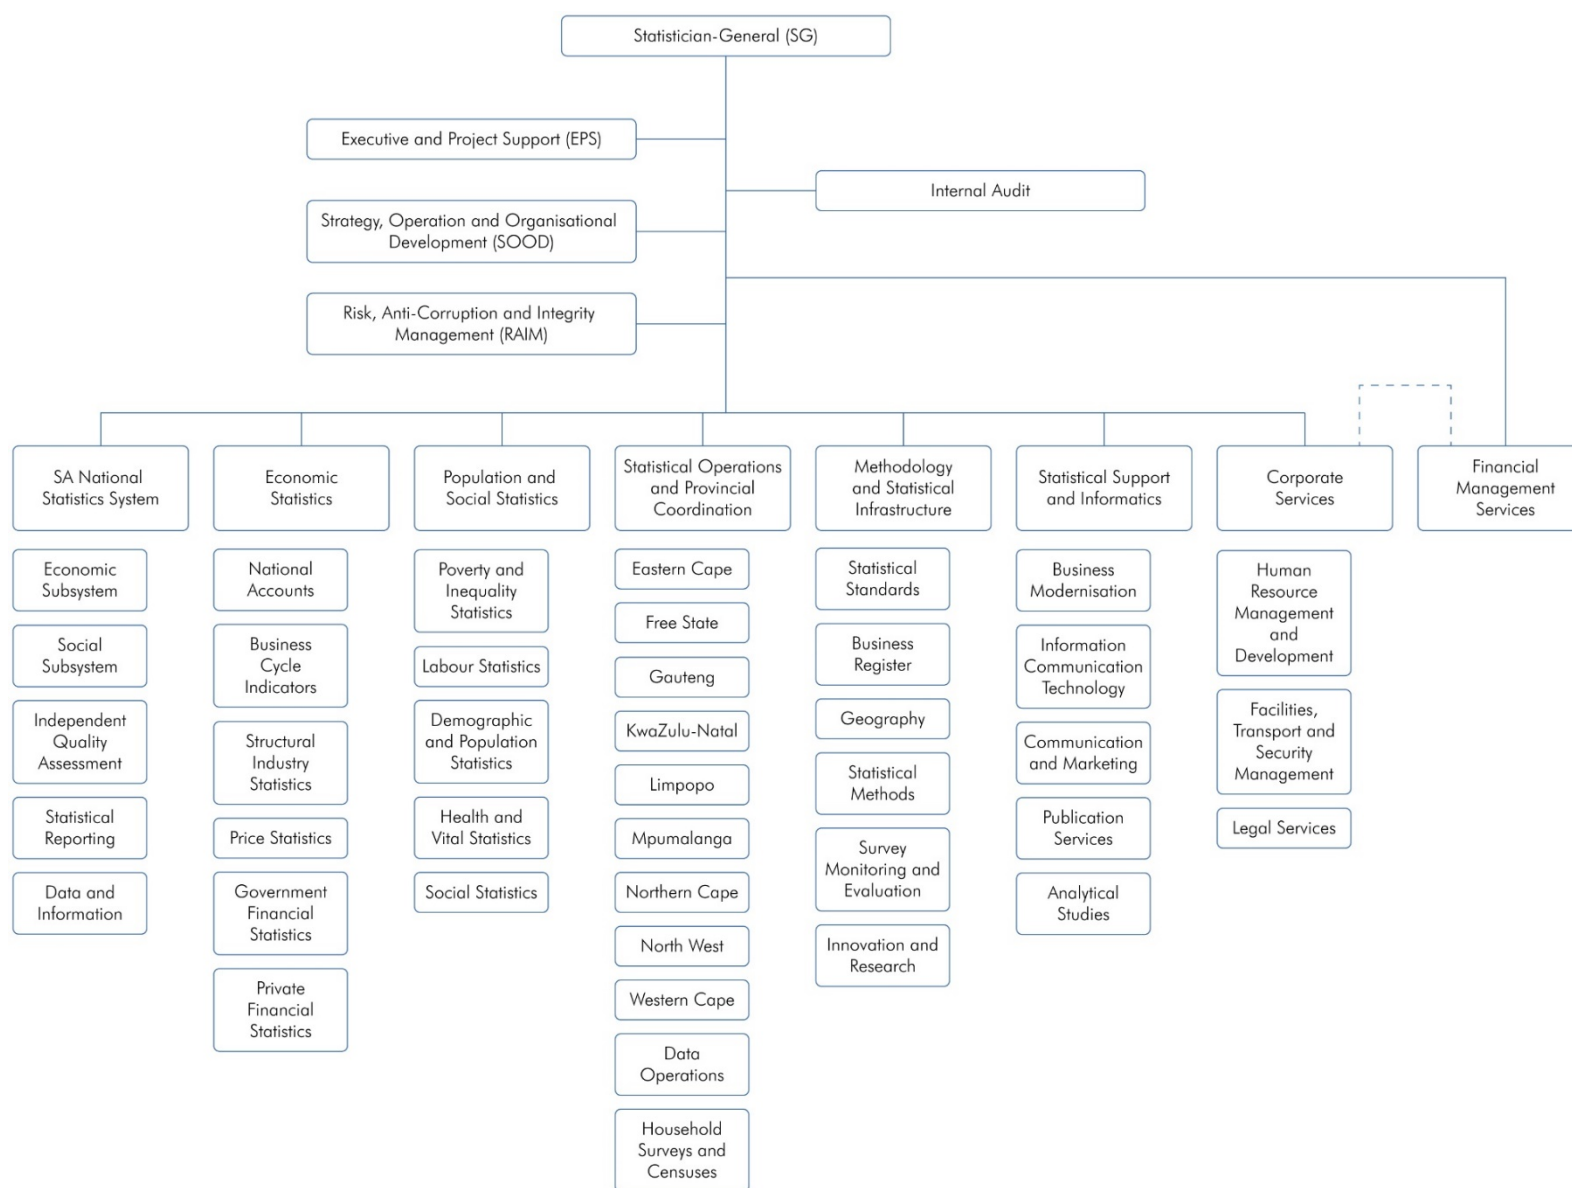 Statistician-General (SG)
Executive and Project Support (EPS)
Internal Audit
Strategy, Operation and Organisational
Development (SOOD)
Risk, Anti-Corruption and Integrity
Management (RAIM)
SA National
Statistics System
Economic
Statistics
Population and
Social Statistics
Statistical Operations
and Provincial
Coordination
Methodology
and Statistical
Infrastructure
Statistical Support
and Informatics
Corporate
Services
Financial
Management
Services
Economic
Subsystem
Social
Subsystem
Independent
Quality
Assessment
Statistical
Reporting
Data and
Information
National
Accounts
Business
Cycle
Indicators
Structural
Industry
Statistics
Price Statistics
Government
Financial
Statistics
Private
Financial
Statistics
Poverty and
Inequality
Statistics
Labour Statistics
Demographic
and Population
Statistics
Health and
Vital Statistics
Social Statistics
Eastern Cape
Free State
Gauteng
KwaZulu-Natal
Limpopo
Mpumalanga
Northern Cape
North West
Western Cape
Data
Operations
Household
Surveys and
Censuses
Statistical
Standards
Business
Register
Geography
Statistical
Methods
Survey
Monitoring and
Evaluation
Innovation and
Research
Business
Modernisation
Information
Communication
Technology
Communication
and Marketing
Publication
Services
Analytical
Studies
Human
Resource
Management
and
Development
Facilities,
Transport and
Security
Management
Legal Services